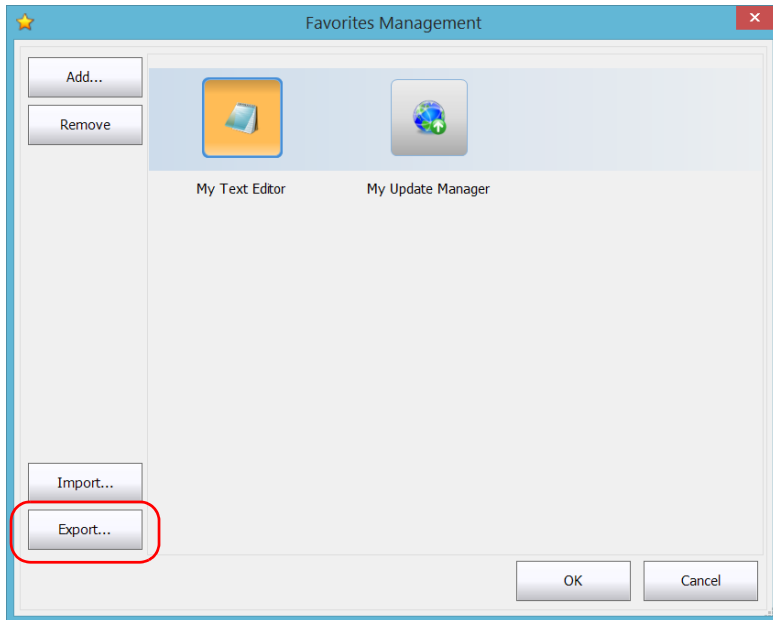 Favorites Management
Add...
Remove
My Text Editor
My Update Manager
Import...
Export...
OK
Cancel